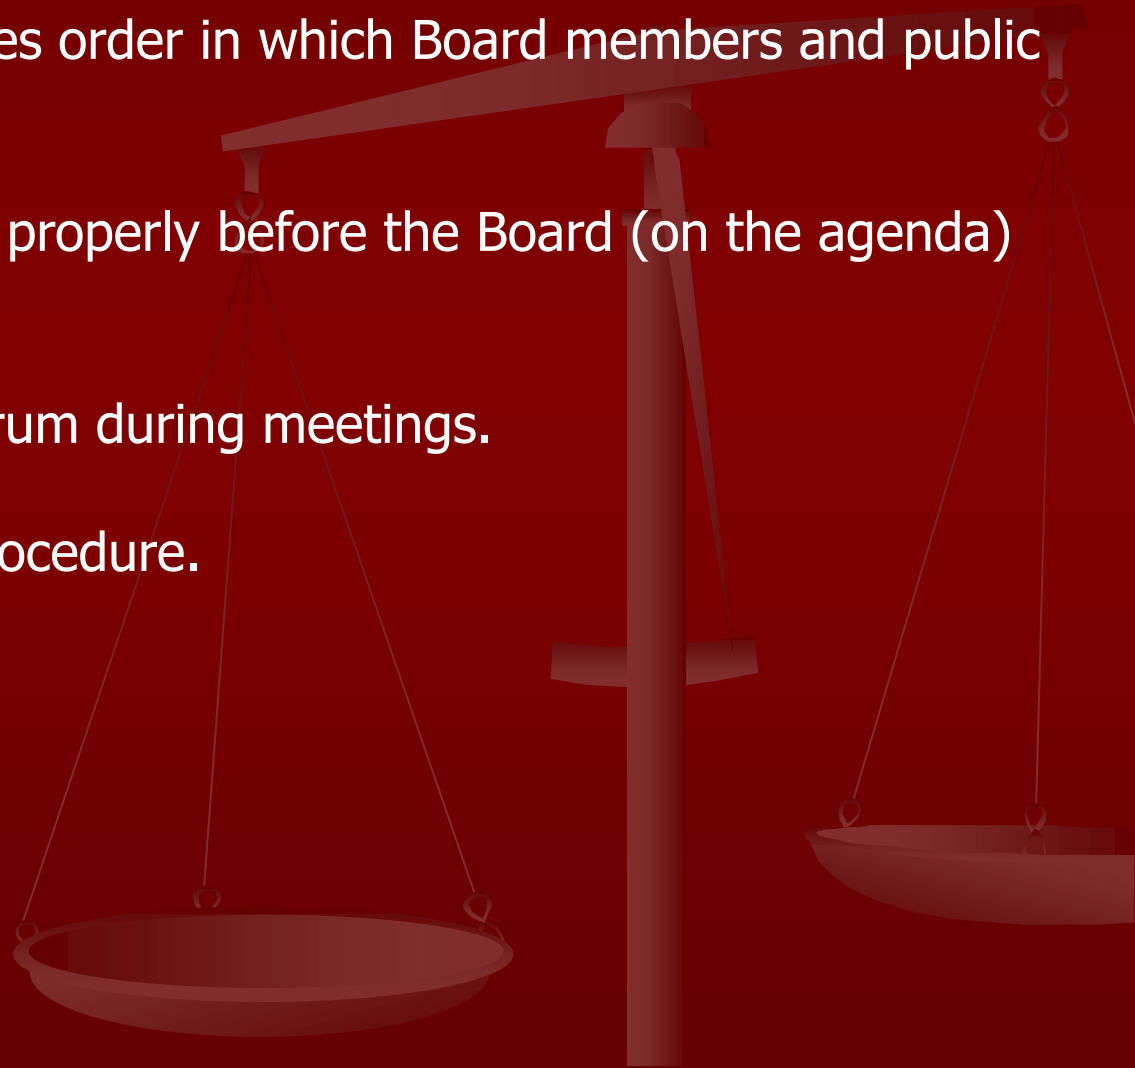 es order in which Board members and public
properly before the Board (on the agenda)
rum during meetings.
ocedure.